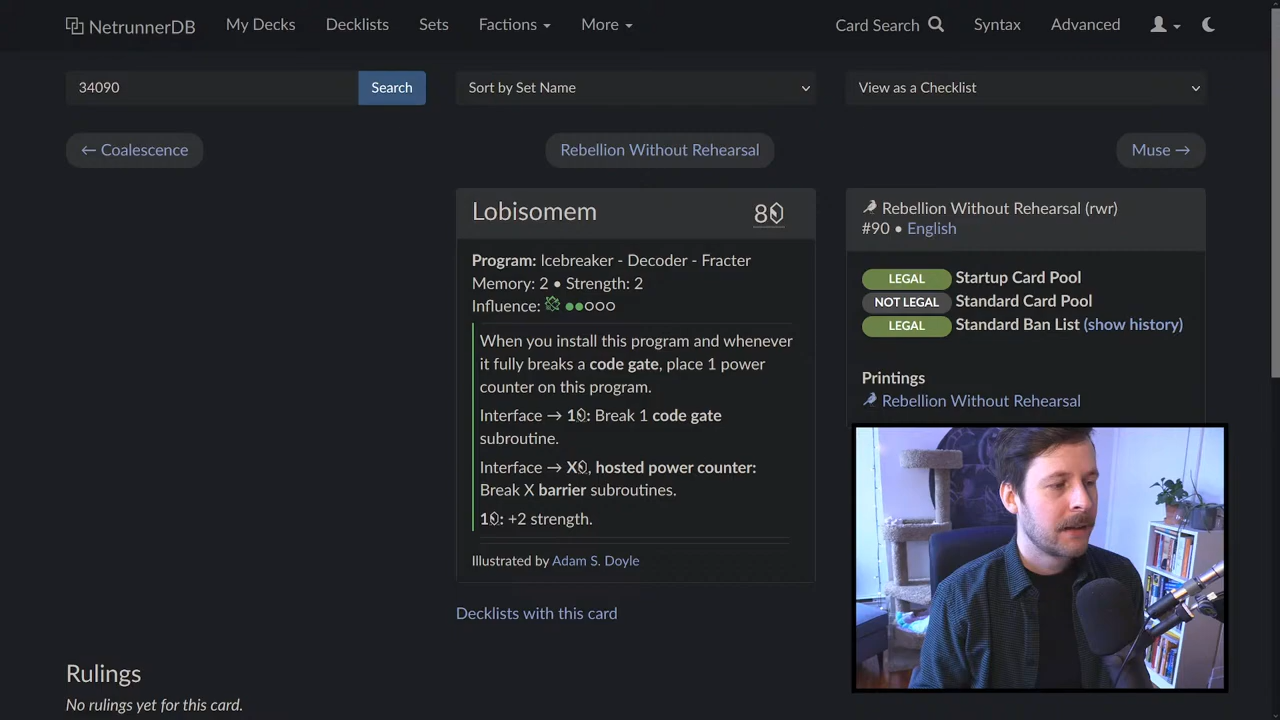 NetrunnerDB My Decks Decklists Sets Factions More Card Search Syntax Advanced
34090 Search Sort by Set Name View as a Checklist
← Coalescence Rebellion Without Rehearsal Muse →
Lobisomem 8
Program: Icebreaker - Decoder - Fracter
Memory: 2 • Strength: 2
Influence:
When you install this program and whenever
it fully breaks a code gate, place 1 power
counter on this program.
Interface → 1: Break 1 code gate
subroutine.
Interface → X, hosted power counter:
Break X barrier subroutines.
1: +2 strength.
Illustrated by Adam S. Doyle
Decklists with this card
Rebellion Without Rehearsal (rwr)
#90 • English
LEGAL Startup Card Pool
NOT LEGAL Standard Card Pool
LEGAL Standard Ban List (show history)
Printings
Rebellion Without Rehearsal
Rulings
No rulings yet for this card.